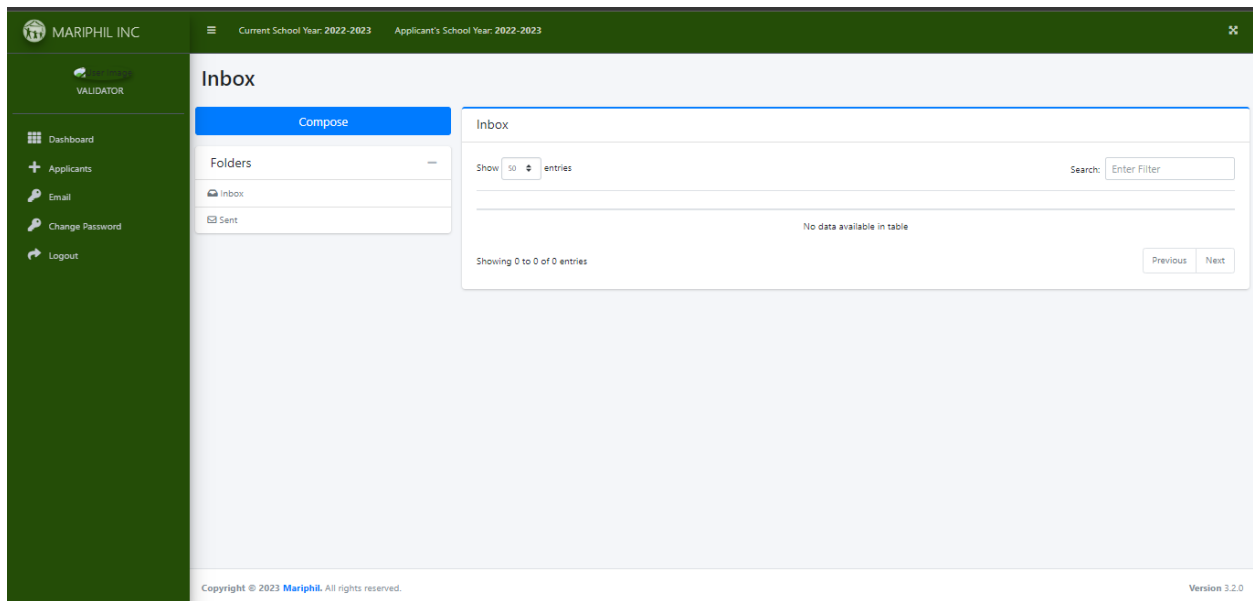 MARIPHIL INC
Current School Year: 2022-2023 Applicant's School Year: 2022-2023
User Image
VALIDATOR
Dashboard
Applicants
Email
Change Password
Logout
Inbox
Compose
Folders
Inbox
Sent
Inbox
Show 50 entries Search: Enter Filter
No data available in table
Showing 0 to 0 of 0 entries Previous Next
Copyright © 2023 Mariphil. All rights reserved. Version 3.2.0